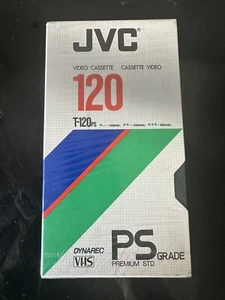 JVC
VIDEO CASSETTE CASSETTE VIDEO
120
T-120PS
DYNAREC
VHS
PS GRADE
PREMIUM STD